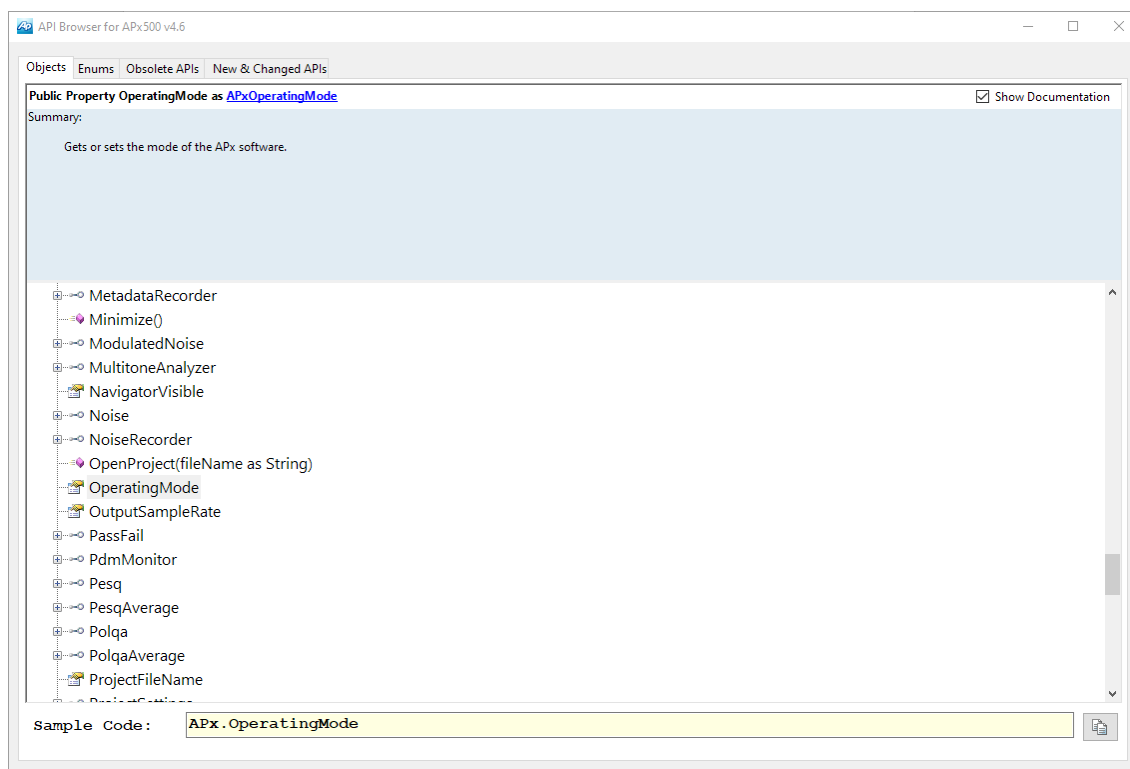 API Browser for APx500 v4.6
Objects Enums Obsolete APIs New & Changed APIs
Public Property OperatingMode as APxOperatingMode Show Documentation
Summary:
Gets or sets the mode of the APx software.
MetadataRecorder
Minimize()
ModulatedNoise
MultitoneAnalyzer
NavigatorVisible
Noise
NoiseRecorder
OpenProject(fileName as String)
OperatingMode
OutputSampleRate
PassFail
PdmMonitor
Pesq
PesqAverage
Polqa
PolqaAverage
ProjectFileName
Sample Code: APx.OperatingMode